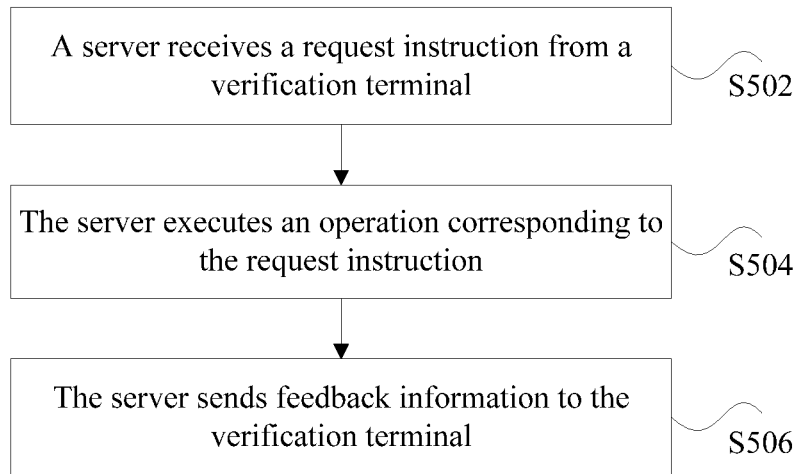 A server receives a request instruction from a
verification terminal
S502
The server executes an operation corresponding to
the request instruction
S504
The server sends feedback information to the
verification terminal
S506